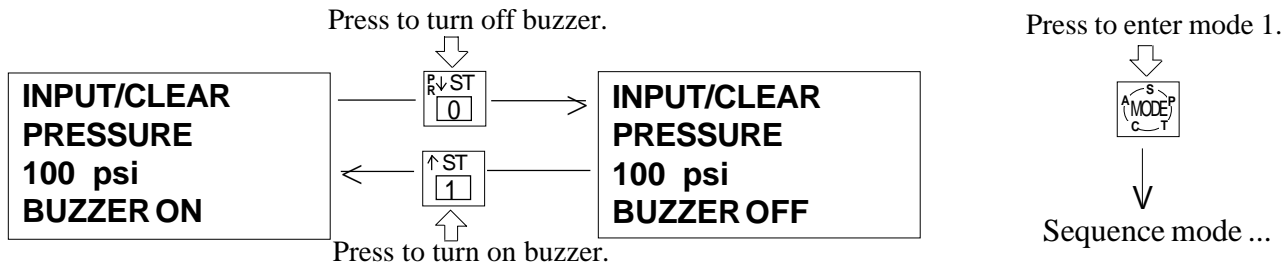 Press to turn off buzzer.
INPUT/CLEAR
PRESSURE
100 psi
BUZZER ON
PR↓ST
0
↑ST
1
Press to turn on buzzer.
INPUT/CLEAR
PRESSURE
100 psi
BUZZER OFF
Press to enter mode 1.
S
A MODE P
C T
Sequence mode ...